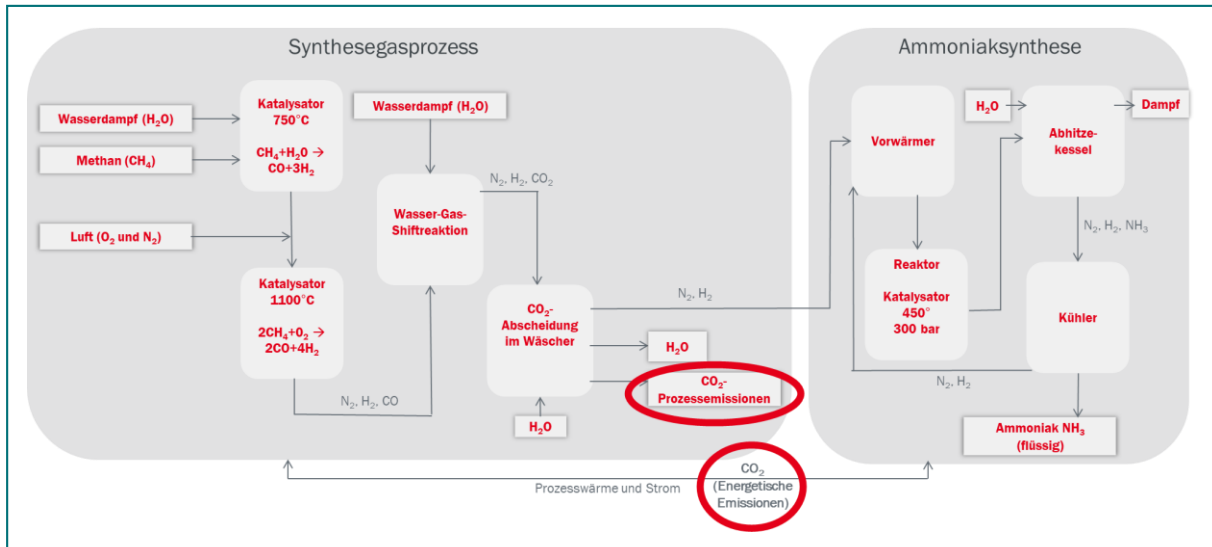 Synthesegasprozess
Wasserdampf (H₂O)
Methan (CH₄)
Luft (O₂ und N₂)
Katalysator
750°C
CH₄+H₂O →
CO+3H₂
Katalysator
1100°C
2CH₄+O₂ →
2CO+4H₂
N₂, H₂, CO
Wasserdampf (H₂O)
Wasser-Gas-
Shiftreaktion
N₂, H₂, CO₂
CO₂-
Abscheidung
im Wäscher
H₂O
N₂, H₂
H₂O
CO₂-
Prozessemissionen
Ammoniaksynthese
Vorwärmer
Reaktor
Katalysator
450°
300 bar
H₂O
Abhitze-
kessel
Dampf
N₂, H₂, NH₃
Kühler
N₂, H₂
Ammoniak NH₃
(flüssig)
Prozesswärme und Strom
CO₂
(Energetische
Emissionen)